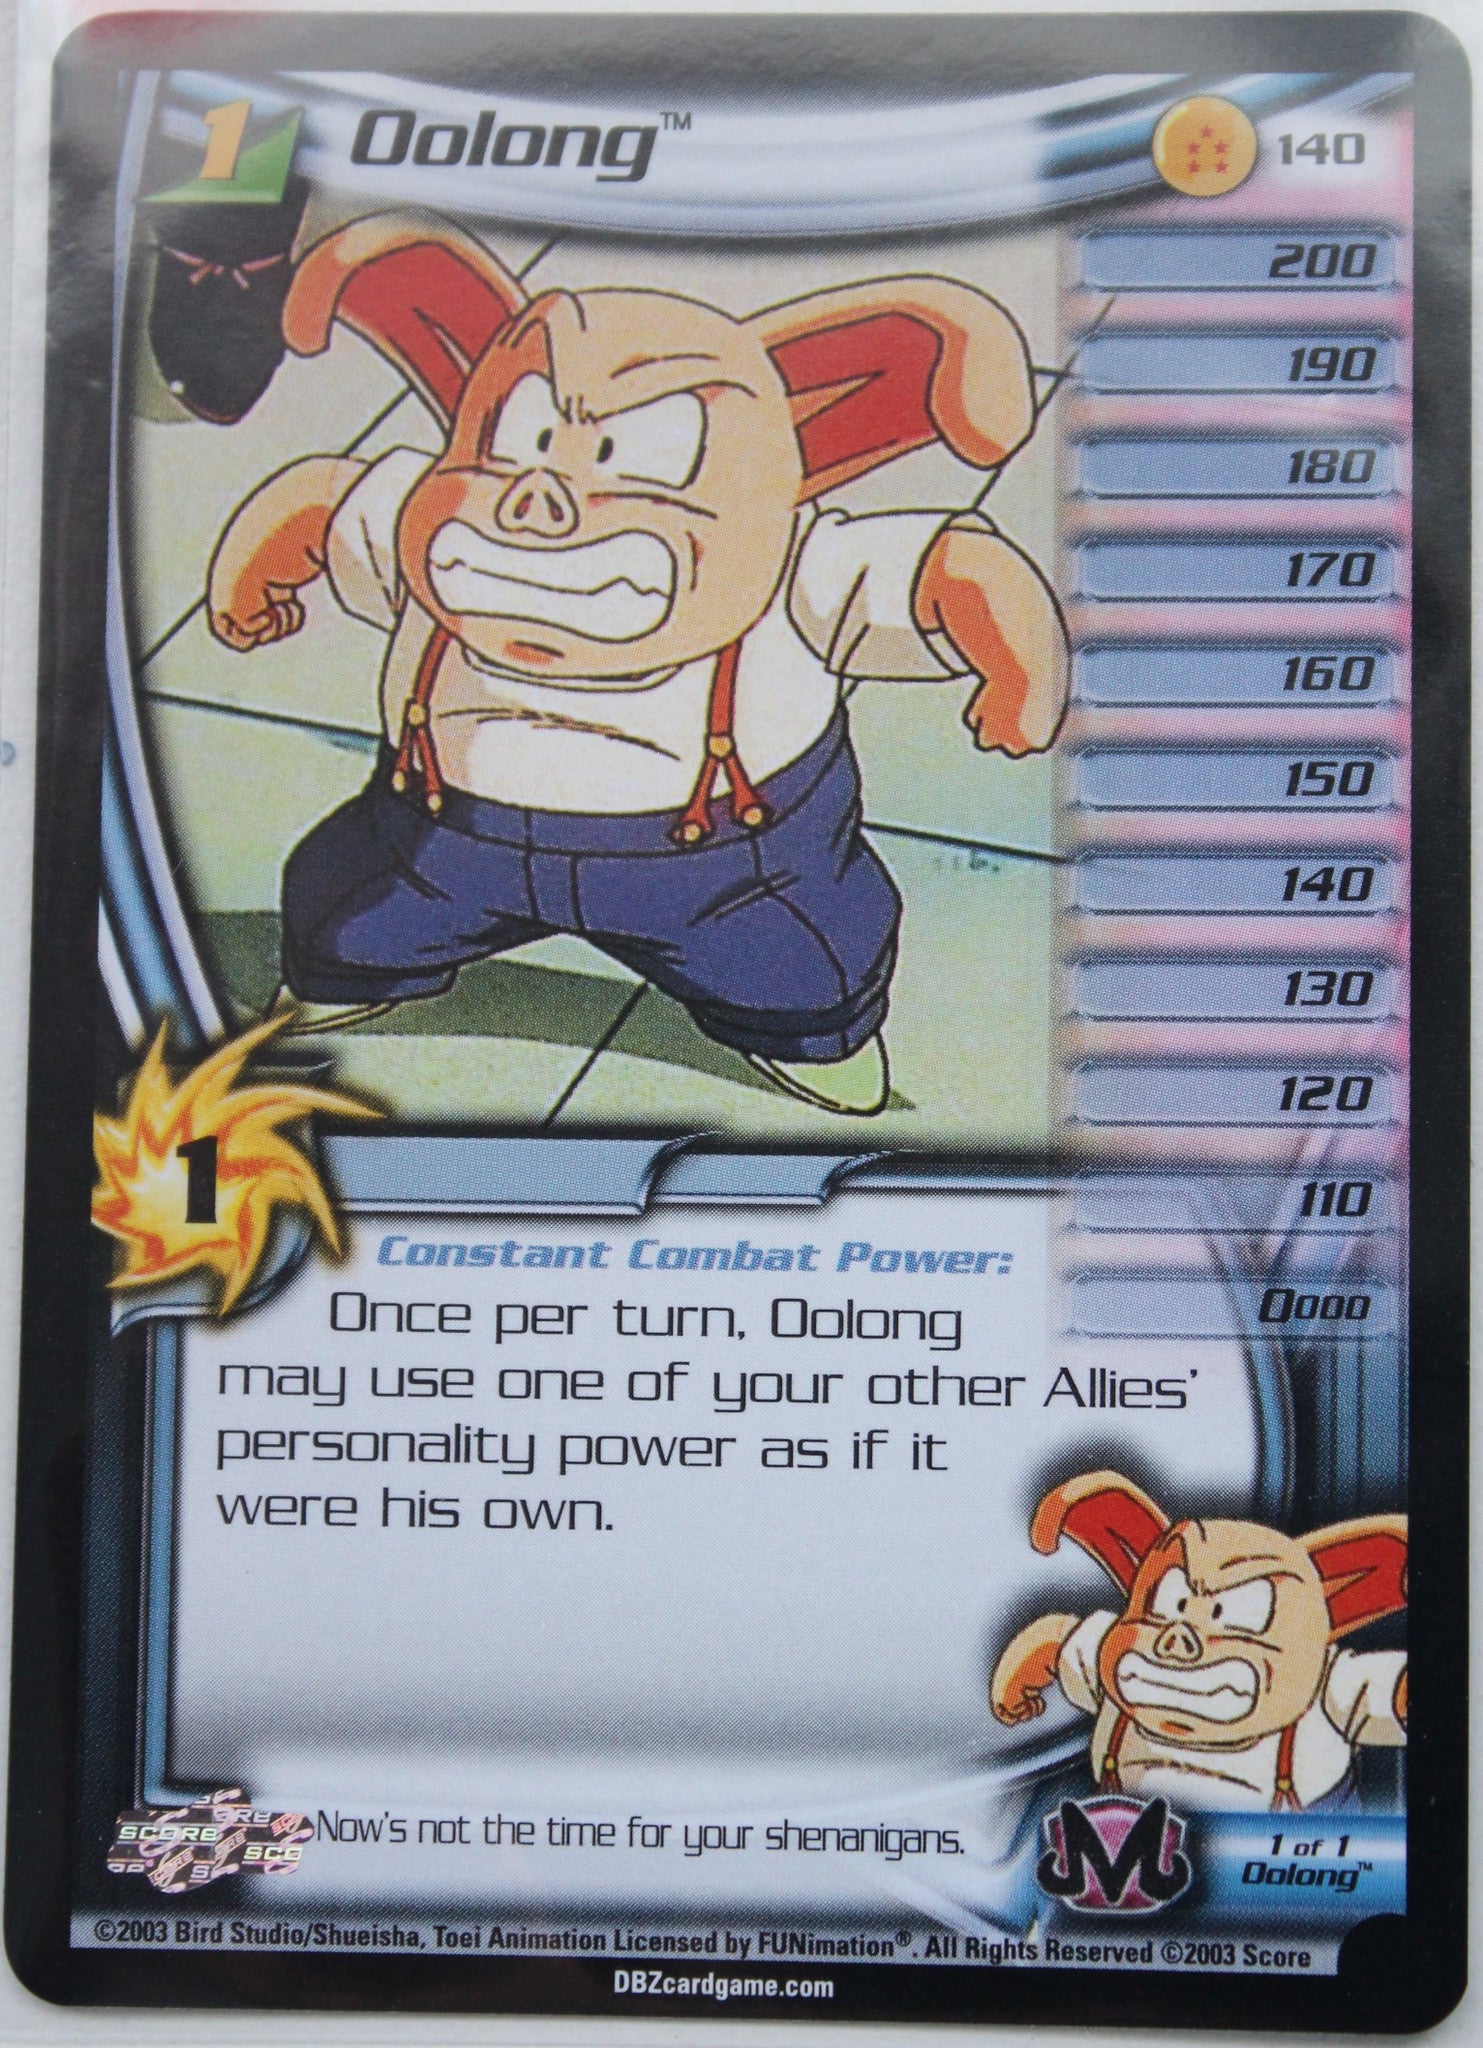 1
Oolong™
140
200
190
180
170
160
150
140
130
120
110
0000
1
Constant Combat Power:
Once per turn, Oolong
may use one of your other Allies'
personality power as if it
were his own.
SCORE
Now's not the time for your shenanigans.
M
1 of 1
Oolong™
©2003 Bird Studio/Shueisha, Toei Animation Licensed by FUNimation®. All Rights Reserved ©2003 Score
DBZcardgame.com